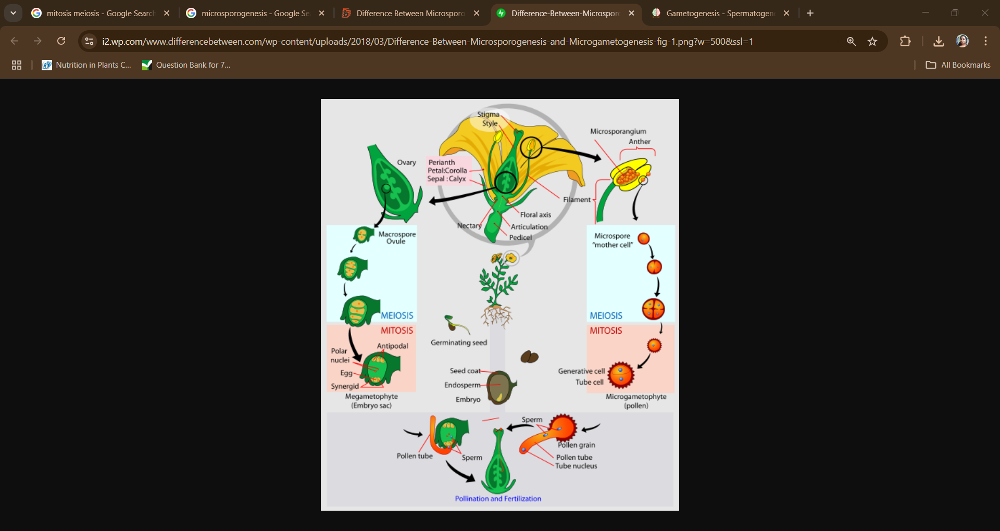 mitosis meiosis - Google Search
microsporogenesis - Google Se
Difference Between Microsporo
Difference-Between-Microsporo
Gametogenesis - Spermatogen
i2.wp.com/www.differencebetween.com/wp-content/uploads/2018/03/Difference-Between-Microsporogenesis-and-Microgametogenesis-fig-1.png?w=500&ssl=1
Nutrition in Plants C...
Question Bank for 7...
All Bookmarks
Stigma
Style
Microsporangium
Anther
Ovary
Perianth
Petal:Corolla
Sepal : Calyx
Filament
Floral axis
Nectary
Articulation
Pedicel
Macrospore
Ovule
Microspore
"mother cell"
MEIOSIS
MEIOSIS
MITOSIS
MITOSIS
Germinating seed
Antipodal
Polar
nuclei
Egg
Synergid
Megametophyte
(Embryo sac)
Seed coat
Endosperm
Embryo
Generative cell
Tube cell
Microgametophyte
(pollen)
Sperm
Pollen grain
Pollen tube
Sperm
Pollen tube
Tube nucleus
Pollination and Fertilization